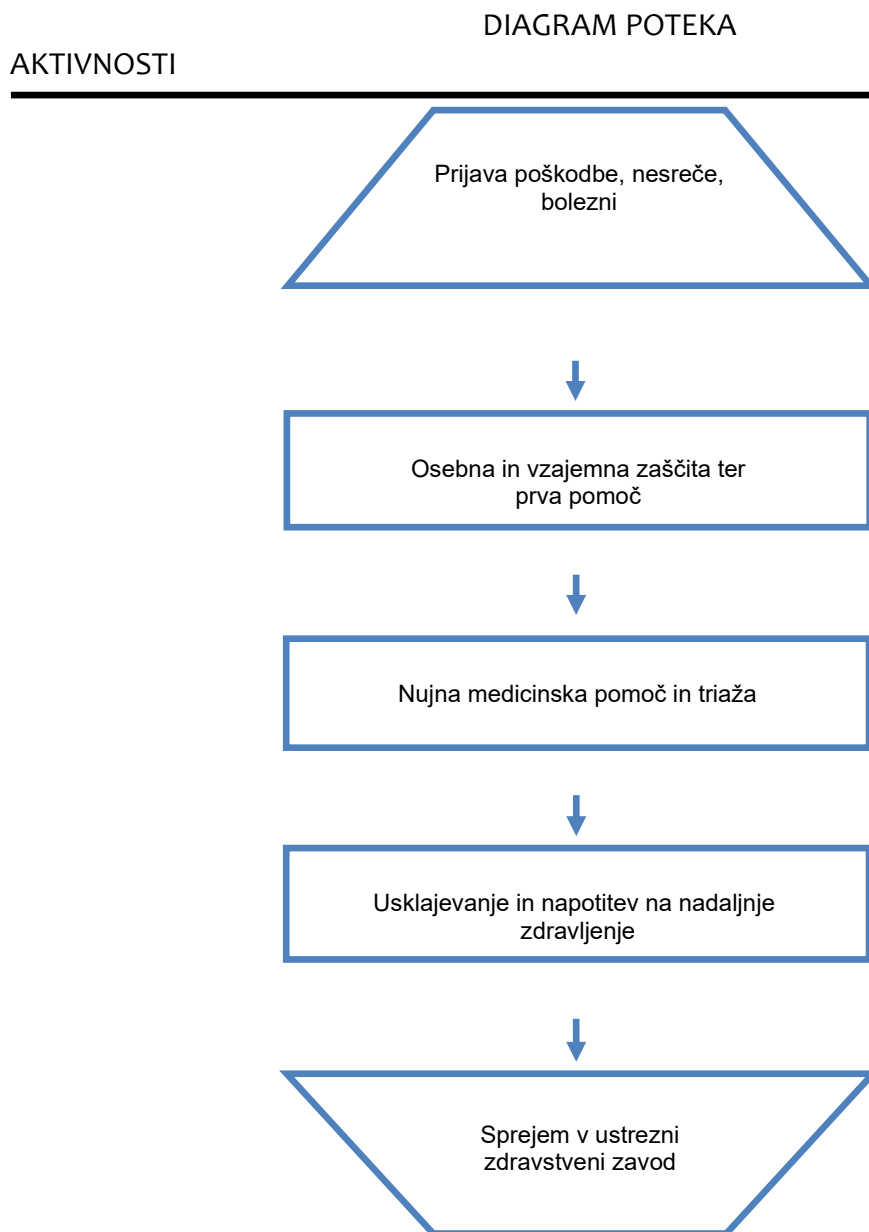 DIAGRAM POTEKA
AKTIVNOSTI
Prijava poškodbe, nesreče,
bolezni
Osebna in vzajemna zaščita ter
prva pomoč
Nujna medicinska pomoč in triaža
Usklajevanje in napotitev na nadaljnje
zdravljenje
Sprejem v ustrezni
zdravstveni zavod